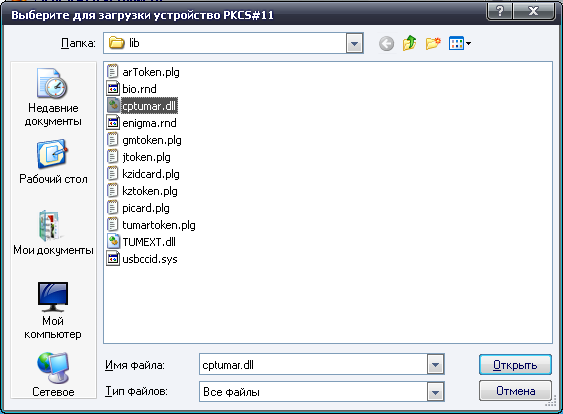 Выберите для загрузки устройство PKCS#11
Папка: lib
Недавние документы
Рабочий стол
Мои документы
Мой компьютер
Сетевое
arToken.plg
bio.rnd
cptumar.dll
enigma.rnd
gmtoken.plg
jtoken.plg
kzidcard.plg
kztoken.plg
picard.plg
tumartoken.plg
TUMEXT.dll
usbccid.sys
Имя файла: cptumar.dll
Открыть
Тип файлов: Все файлы
Отмена